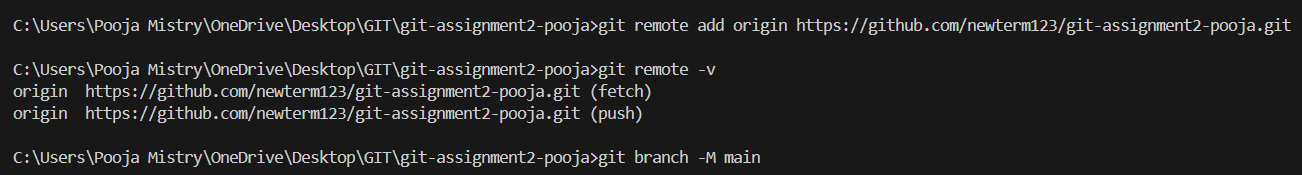 C:\Users\Pooja Mistry\OneDrive\Desktop\GIT\git-assignment2-pooja>git remote add origin https://github.com/newterm123/git-assignment2-pooja.git
C:\Users\Pooja Mistry\OneDrive\Desktop\GIT\git-assignment2-pooja>git remote -v
origin  https://github.com/newterm123/git-assignment2-pooja.git (fetch)
origin  https://github.com/newterm123/git-assignment2-pooja.git (push)
C:\Users\Pooja Mistry\OneDrive\Desktop\GIT\git-assignment2-pooja>git branch -M main